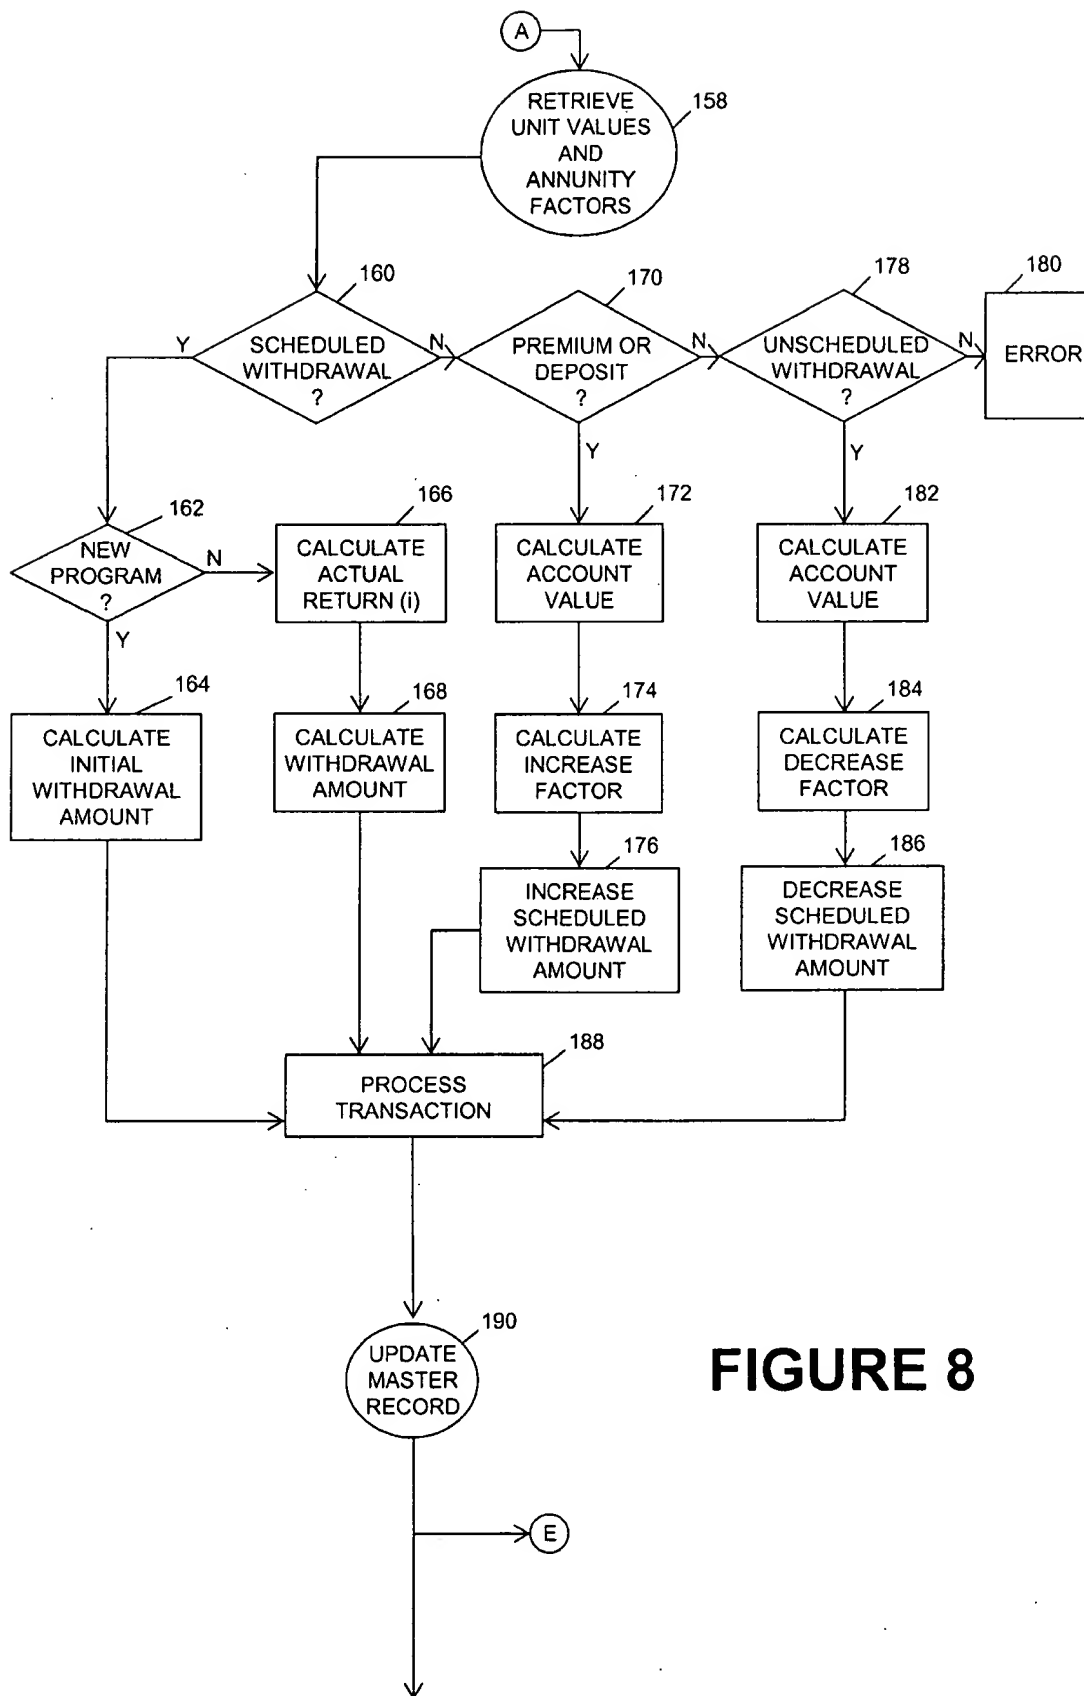 A
RETRIEVE
UNIT VALUES
AND
ANNUNITY
FACTORS
158
160
SCHEDULED
WITHDRAWAL
?
Y
N
170
PREMIUM OR
DEPOSIT
?
N
Y
178
UNSCHEDULED
WITHDRAWAL
?
N
Y
180
ERROR
162
NEW
PROGRAM
?
N
Y
166
CALCULATE
ACTUAL
RETURN (i)
172
CALCULATE
ACCOUNT
VALUE
182
CALCULATE
ACCOUNT
VALUE
164
CALCULATE
INITIAL
WITHDRAWAL
AMOUNT
168
CALCULATE
WITHDRAWAL
AMOUNT
174
CALCULATE
INCREASE
FACTOR
184
CALCULATE
DECREASE
FACTOR
176
INCREASE
SCHEDULED
WITHDRAWAL
AMOUNT
186
DECREASE
SCHEDULED
WITHDRAWAL
AMOUNT
188
PROCESS
TRANSACTION
190
UPDATE
MASTER
RECORD
FIGURE 8
E